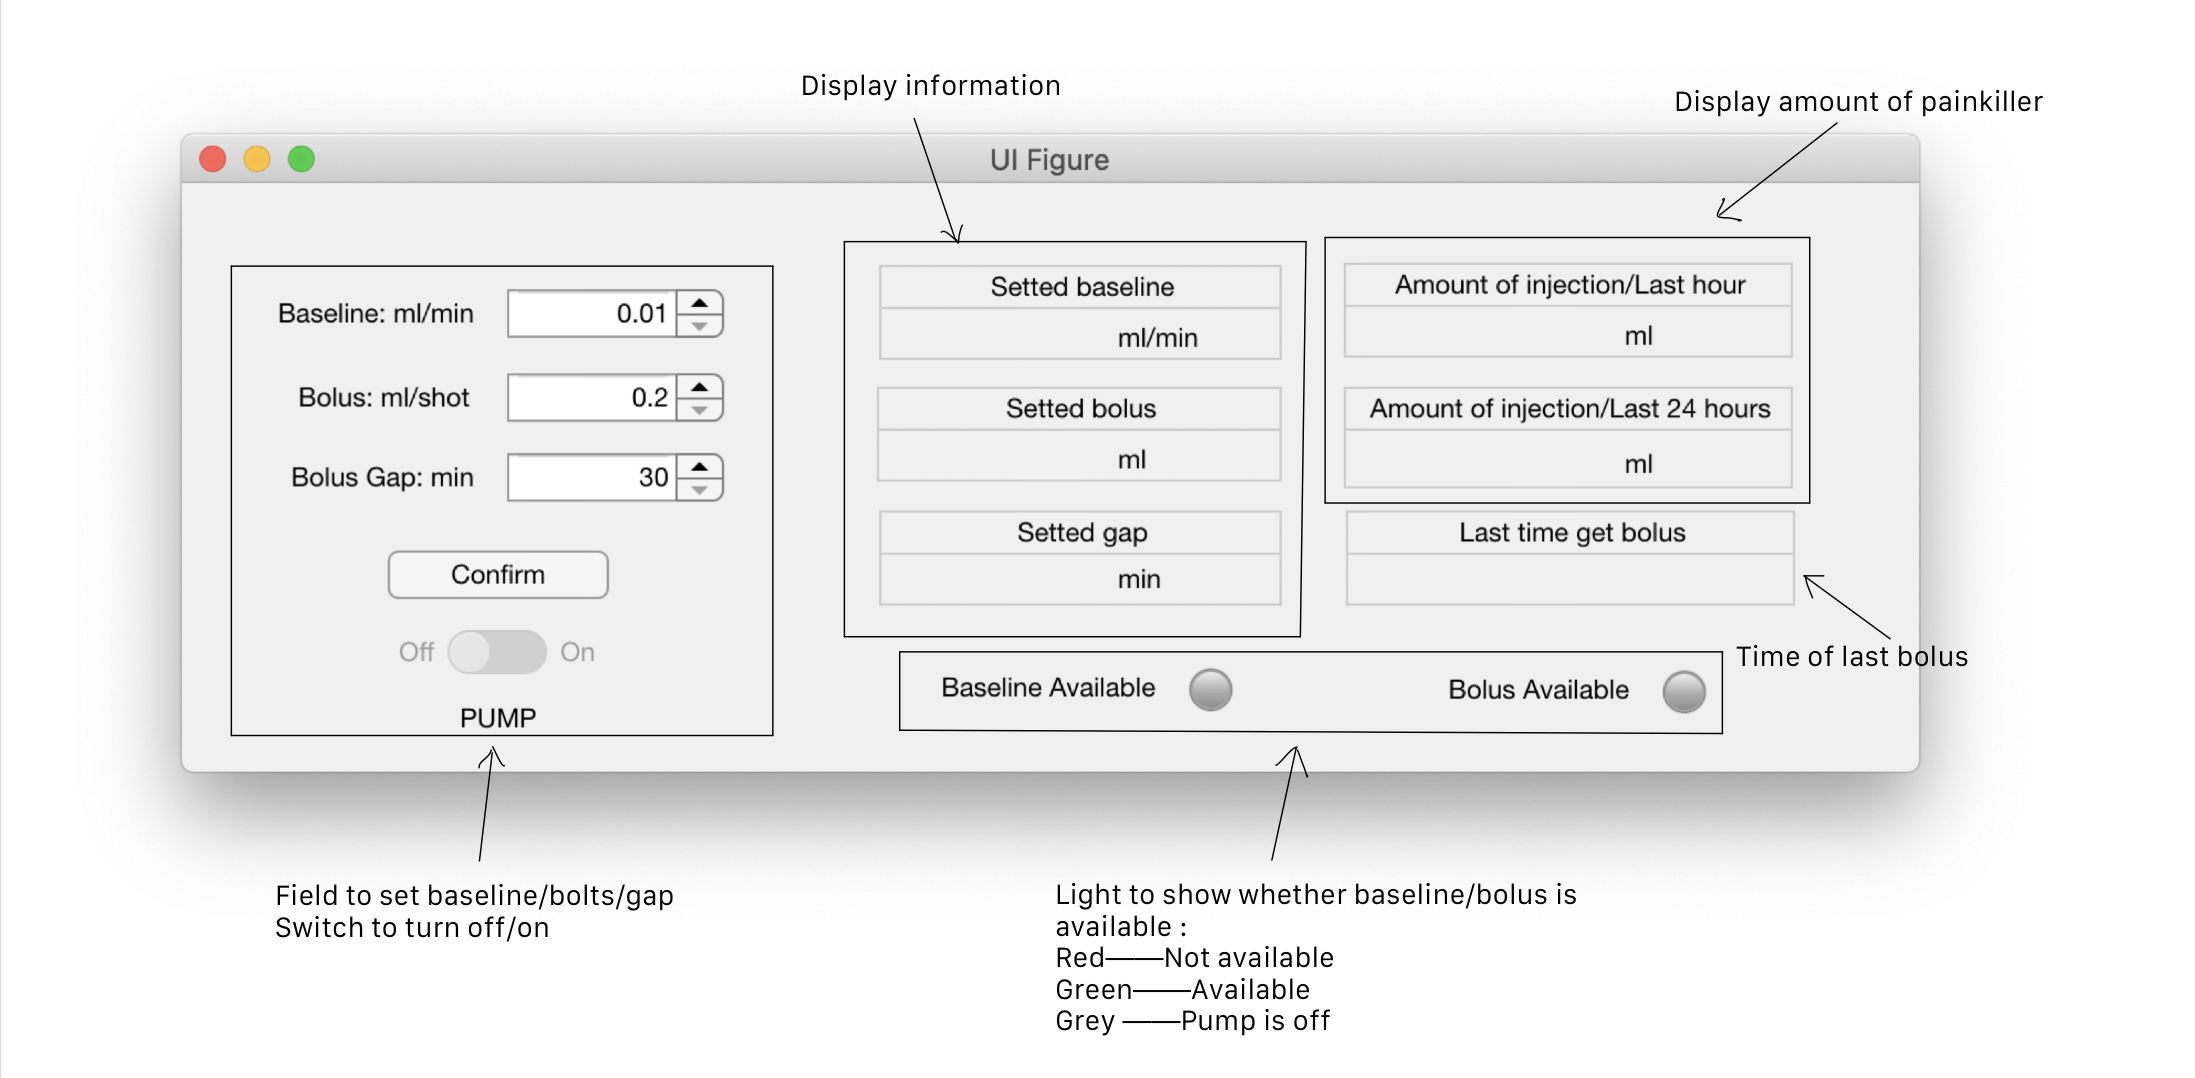 Display information
Display amount of painkiller
UI Figure
Baseline: ml/min 0.01
Bolus: ml/shot 0.2
Bolus Gap: min 30
Confirm
Off On
PUMP
Setted baseline
ml/min
Setted bolus
ml
Setted gap
min
Amount of injection/Last hour
ml
Amount of injection/Last 24 hours
ml
Last time get bolus
Time of last bolus
Baseline Available
Bolus Available
Field to set baseline/bolts/gap
Switch to turn off/on
Light to show whether baseline/bolus is
available :
Red——Not available
Green——Available
Grey ——Pump is off